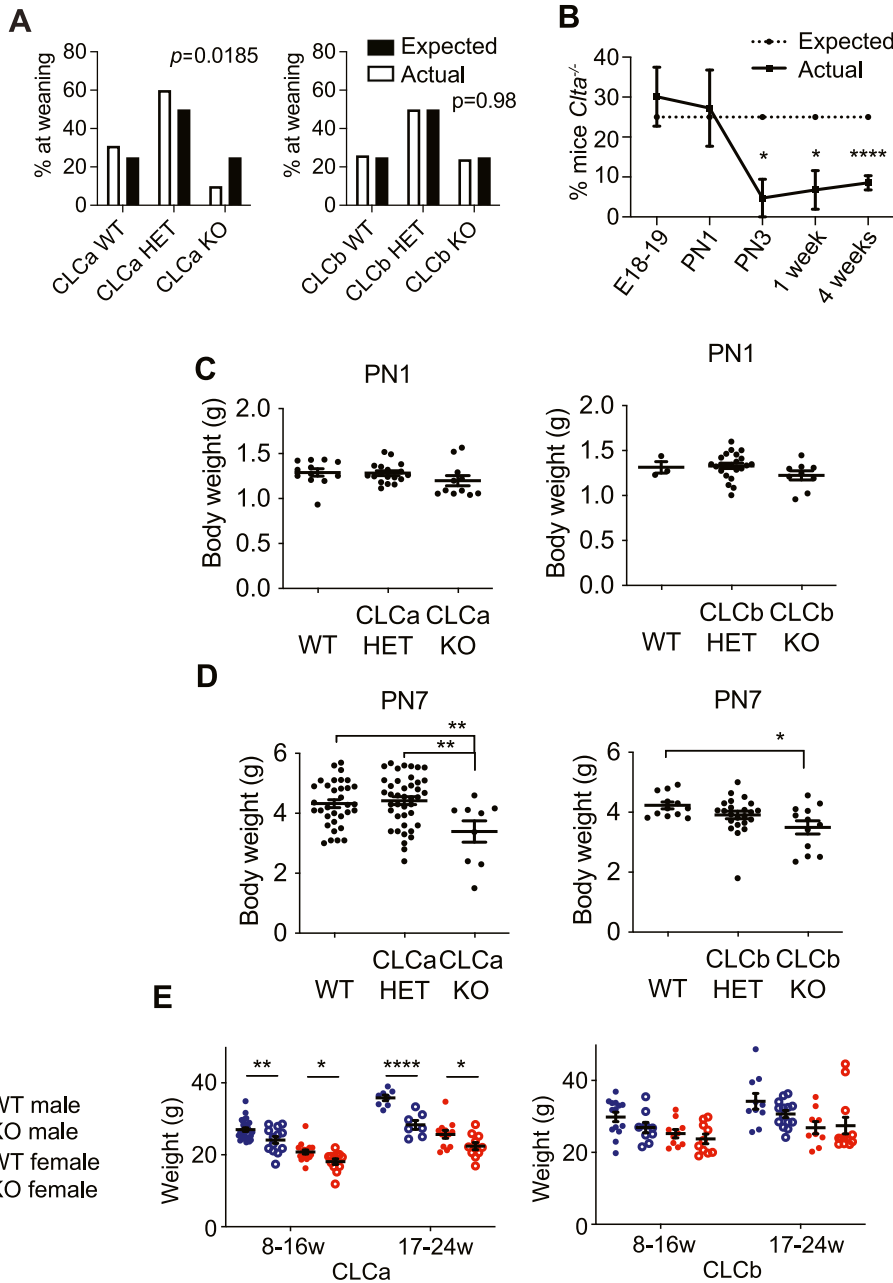 A
% at weaning
80
60
40
20
0
p=0.0185
CLCa WT
CLCa HET
CLCa KO
% at weaning
80
60
40
20
0
Expected
Actual
p=0.98
CLCb WT
CLCb HET
CLCb KO
B
% mice Clta-/-
40
30
20
10
0
Expected
Actual
*
*
****
E18-19
PN1
PN3
1 week
4 weeks
C
PN1
Body weight (g)
2.0
1.5
1.0
0.5
0.0
WT
CLCa HET
CLCa KO
PN1
Body weight (g)
2.0
1.5
1.0
0.5
0.0
WT
CLCb HET
CLCb KO
D
PN7
Body weight (g)
6
4
2
0
**
**
WT
CLCa HET
CLCa KO
PN7
Body weight (g)
6
4
2
0
*
WT
CLCb HET
CLCb KO
E
WT male
KO male
WT female
KO female
Weight (g)
40
20
0
**
*
****
*
8-16w
17-24w
CLCa
Weight (g)
60
40
20
0
8-16w
17-24w
CLCb